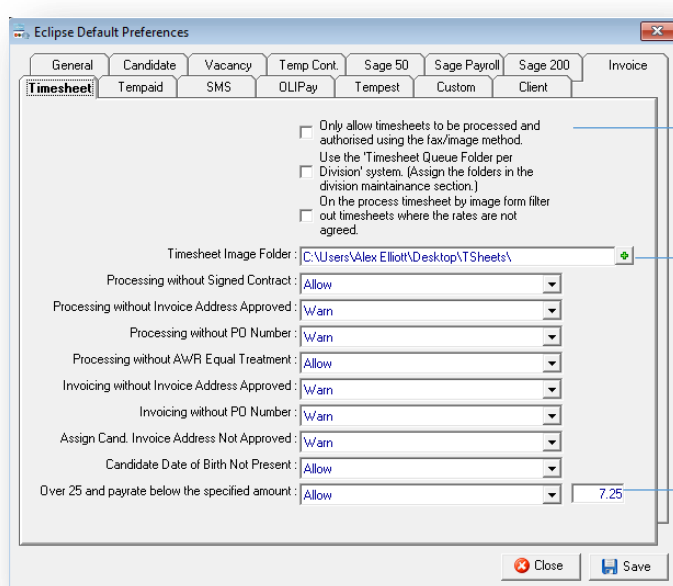 Eclipse Default Preferences
General Candidate Vacancy Temp Cont. Sage 50 Sage Payroll Sage 200 Invoice
Timesheet Tempaid SMS OLIPay Tempest Custom Client
Only allow timesheets to be processed and
authorised using the fax/image method.
Use the 'Timesheet Queue Folder per
Division' system. (Assign the folders in the
division maintainance section.)
On the process timesheet by image form filter
out timesheets where the rates are not
agreed.
Timesheet Image Folder : C:\Users\Alex Elliott\Desktop\TSheets\
Processing without Signed Contract : Allow
Processing without Invoice Address Approved : Warn
Processing without PO Number : Warn
Processing without AWR Equal Treatment : Allow
Invoicing without Invoice Address Approved : Warn
Invoicing without PO Number : Warn
Assign Cand. Invoice Address Not Approved : Warn
Candidate Date of Birth Not Present : Allow
Over 25 and payrate below the specified amount : Allow 7.25
Close Save